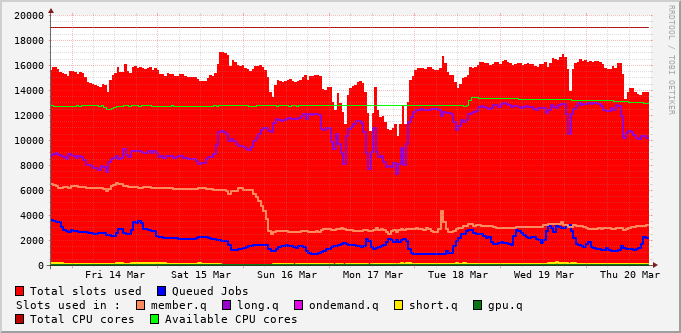 20000
18000
16000
14000
12000
10000
8000
6000
4000
2000
0
Fri 14 Mar Sat 15 Mar Sun 16 Mar Mon 17 Mar Tue 18 Mar Wed 19 Mar Thu 20 Mar
RRDTOOL / TOBI OETIKER
Total slots used Queued Jobs
Slots used in : member.q long.q ondemand.q short.q gpu.q
Total CPU cores Available CPU cores